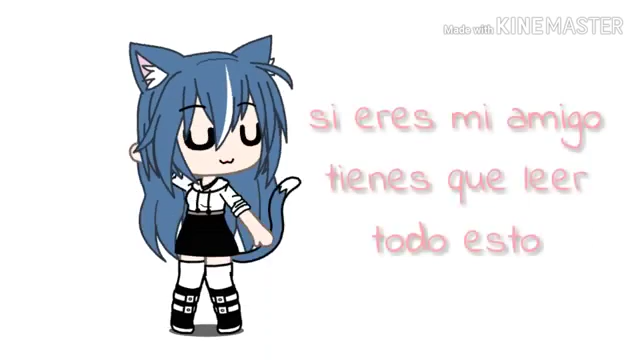 Made with KINEMASTER
si eres mi amigo
tienes que leer
todo esto